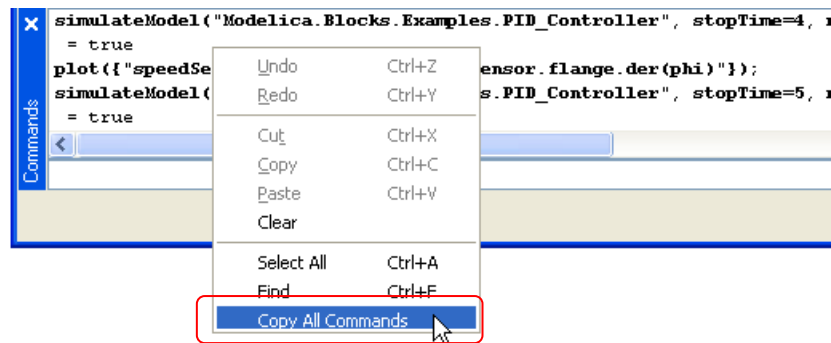 simulateModel("Modelica.Blocks.Examples.PID_Controller", stopTime=4,
= true
plot({"speedSe ensor.flange.der(phi)"});
simulateModel( s.PID_Controller", stopTime=5,
= true
Commands
Undo Ctrl+Z
Redo Ctrl+Y
Cut Ctrl+X
Copy Ctrl+C
Paste Ctrl+V
Clear
Select All Ctrl+A
Find Ctrl+F
Copy All Commands